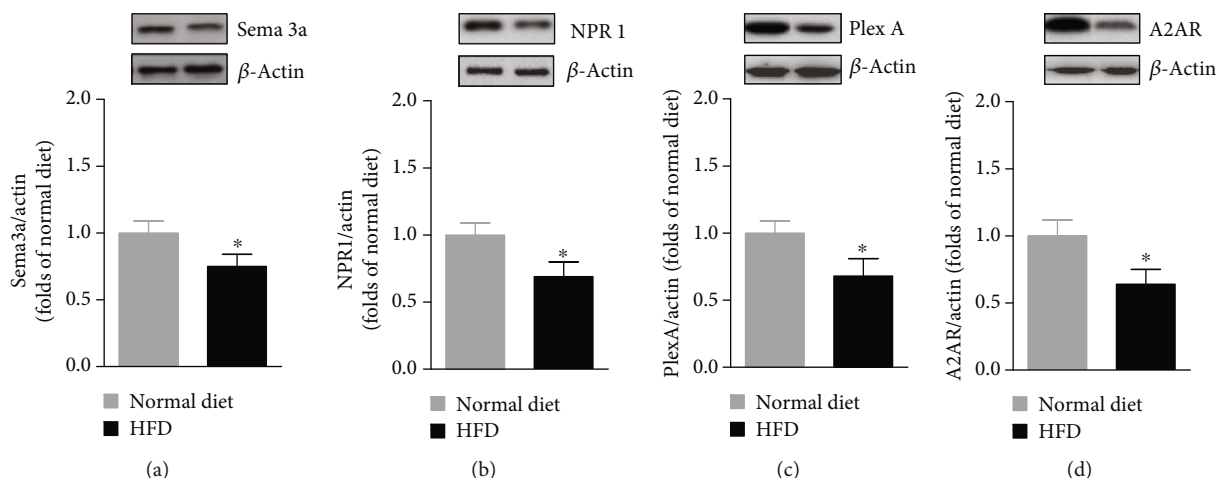 Sema 3a
β-Actin
2.0
1.5
1.0
0.5
0.0
Sema3a/actin
(folds of normal diet)
*
Normal diet
HFD
(a)
NPR 1
β-Actin
2.0
1.5
1.0
0.5
0.0
NPR1/actin
(folds of normal diet)
*
Normal diet
HFD
(b)
Plex A
β-Actin
2.0
1.5
1.0
0.5
0.0
PlexA/actin (folds of normal diet)
*
Normal diet
HFD
(c)
A2AR
β-Actin
2.0
1.5
1.0
0.5
0.0
A2AR/actin (folds of normal diet)
*
Normal diet
HFD
(d)